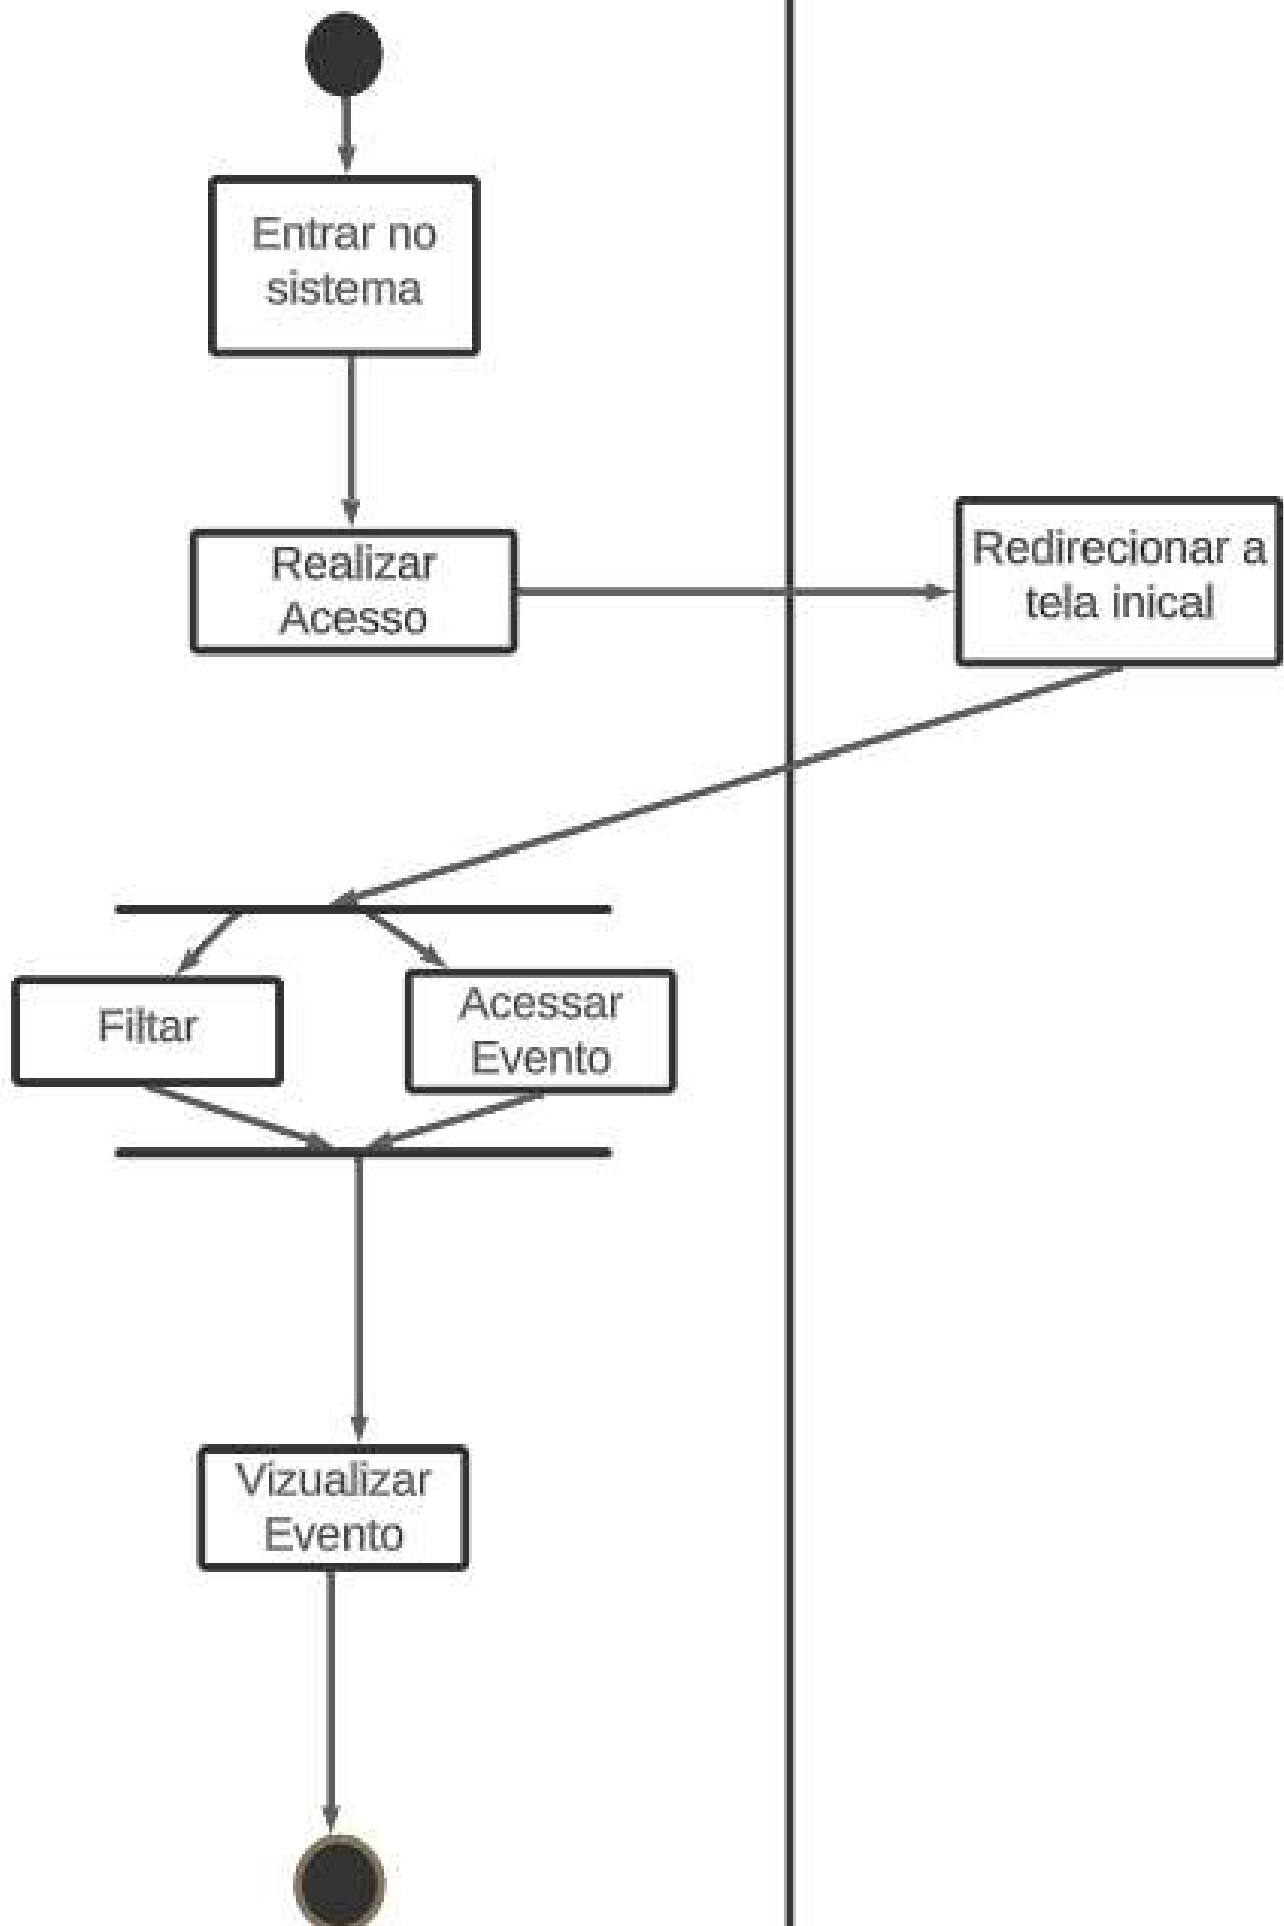 Entrar no
sistema
Realizar
Acesso
Redirecionar a
tela inical
Filtar
Acessar
Evento
Vizualizar
Evento